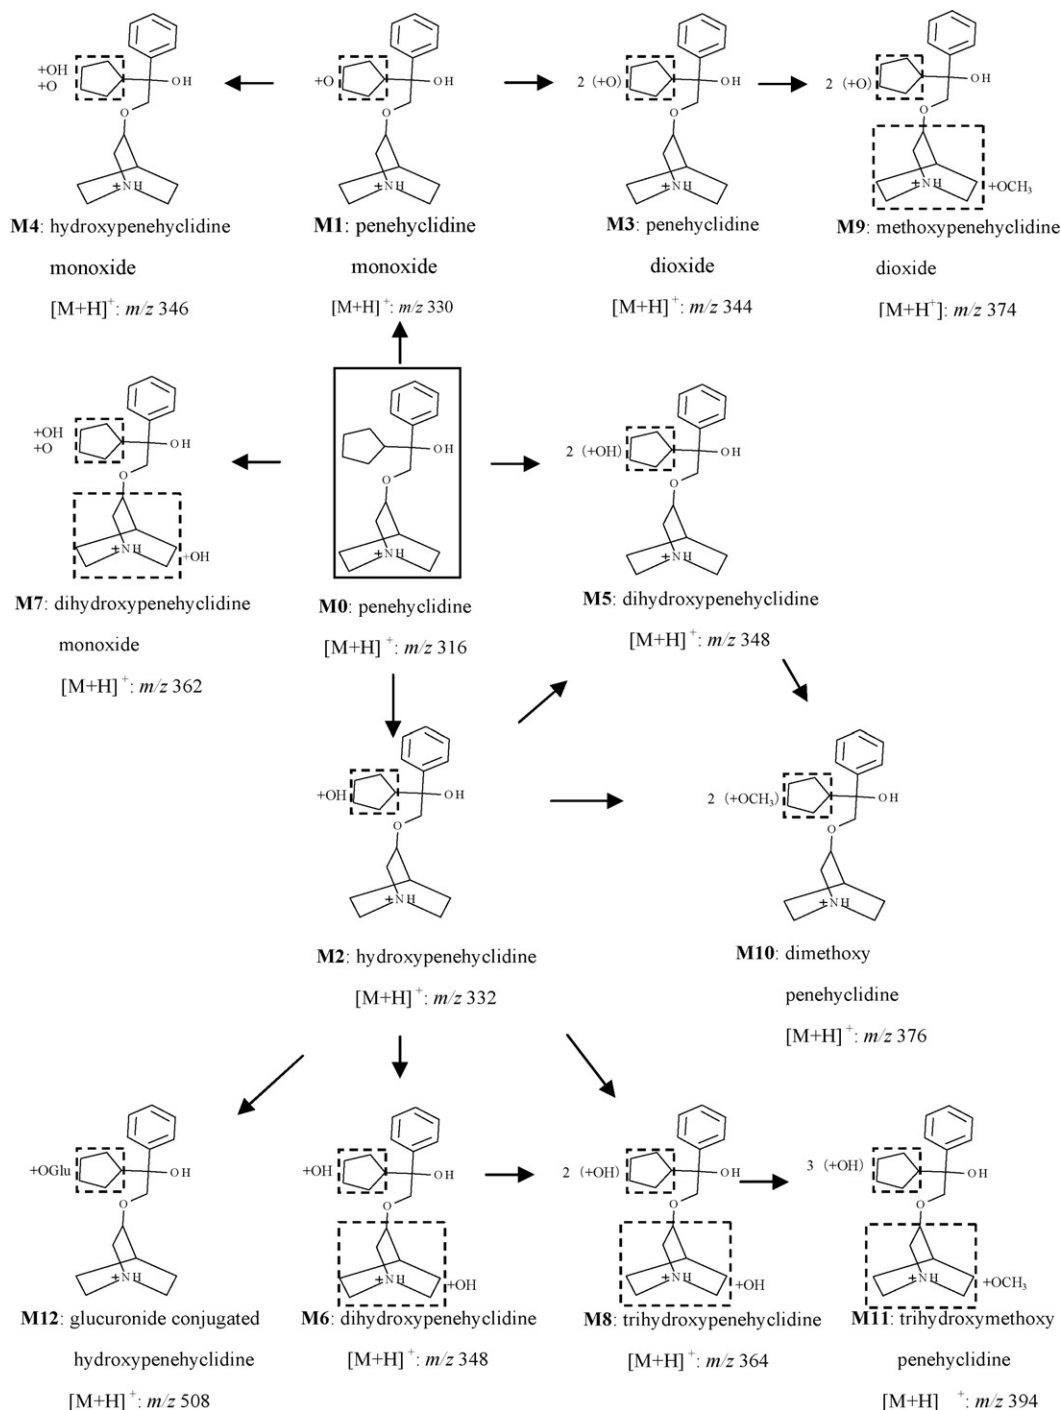 +OH
+O
OH
O
+NH
M4: hydroxypenehyclidine
monoxide
[M+H]+: m/z 346
+O
OH
O
+NH
M1: penehyclidine
monoxide
[M+H]+: m/z 330
2 (+O)
OH
O
+NH
M3: penehyclidine
dioxide
[M+H]+: m/z 344
2 (+O)
OH
O
+NH
+OCH3
M9: methoxypenehyclidine
dioxide
[M+H+]: m/z 374
+OH
+O
OH
O
+NH
+OH
M7: dihydroxypenehyclidine
monoxide
[M+H]+: m/z 362
OH
O
+NH
M0: penehyclidine
[M+H]+: m/z 316
2 (+OH)
OH
O
+NH
M5: dihydroxypenehyclidine
[M+H]+: m/z 348
+OH
OH
O
+NH
M2: hydroxypenehyclidine
[M+H]+: m/z 332
2 (+OCH3)
OH
O
+NH
M10: dimethoxy
penehyclidine
[M+H]+: m/z 376
+OGlu
OH
O
+NH
M12: glucuronide conjugated
hydroxypenehyclidine
[M+H]+: m/z 508
+OH
OH
O
+NH
+OH
M6: dihydroxypenehyclidine
[M+H]+: m/z 348
2 (+OH)
OH
O
+NH
+OH
M8: trihydroxypenehyclidine
[M+H]+: m/z 364
3 (+OH)
OH
O
+NH
+OCH3
M11: trihydroxymethoxy
penehyclidine
[M+H] +: m/z 394